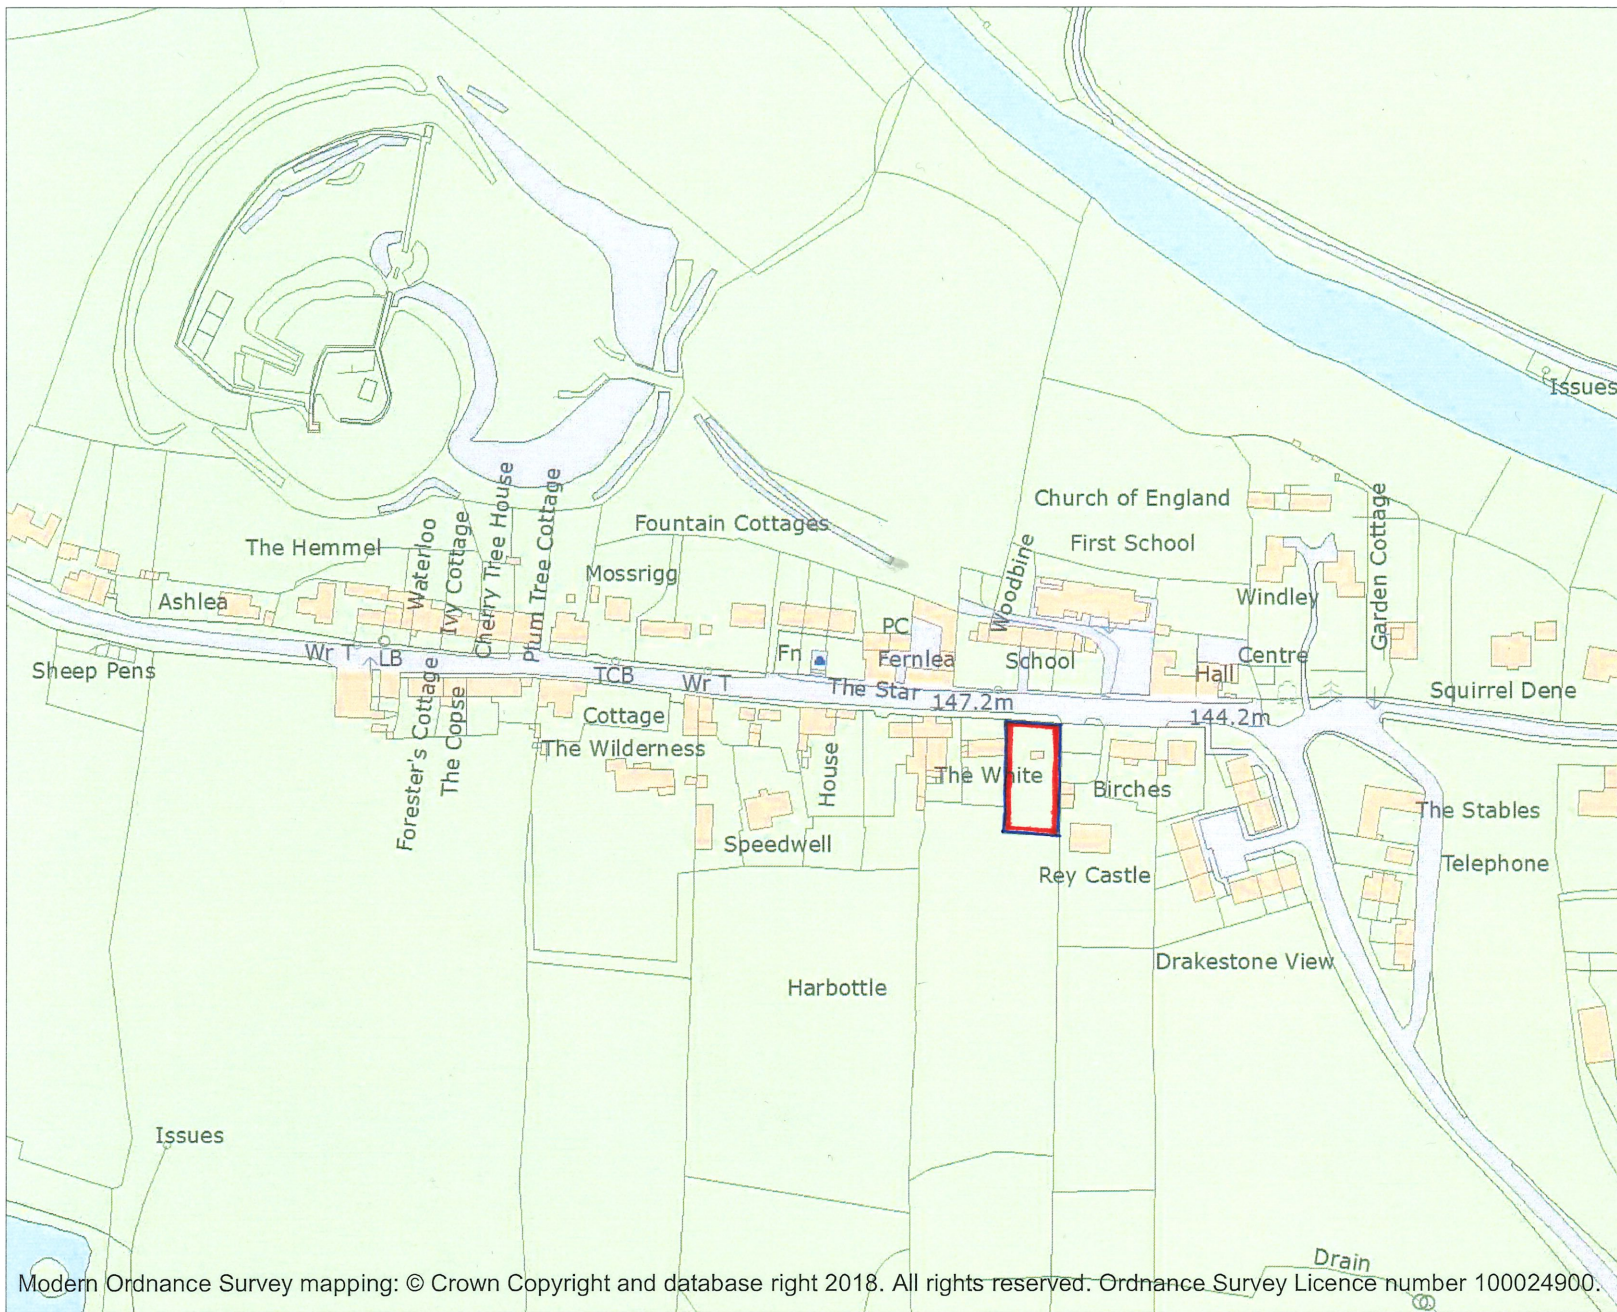 Issues
Church of England
First School
Fountain Cottages
The Hemmel
Waterloo
Ivy Cottage
Cherry Tree House
Plum Tree Cottage
Mossrigg
Woodbine
Garden Cottage
Ashlea
Windley
PC
Fn
Fernlea
School
Centre
Hall
Sheep Pens
Wr T
LB
TCB
Wr T
The Star
147.2m
144.2m
Squirrel Dene
Forester's Cottage
The Copse
Cottage
The Wilderness
House
The White
Birches
The Stables
Speedwell
Rey Castle
Telephone
Drakestone View
Harbottle
Issues
Drain
Modern Ordnance Survey mapping: © Crown Copyright and database right 2018. All rights reserved. Ordnance Survey Licence number 100024900.